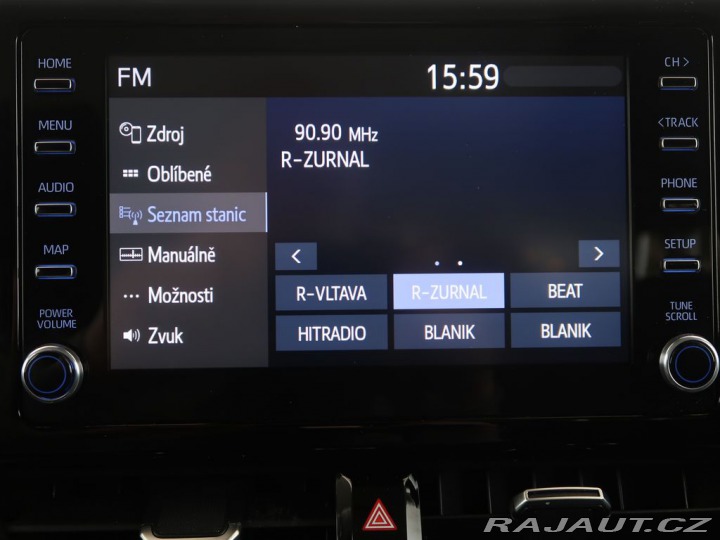 HOME
MENU
AUDIO
MAP
POWER
VOLUME
FM
15:59
Zdroj
Oblíbené
Seznam stanic
Manuálně
Možnosti
Zvuk
90.90 MHz
R-ZURNAL
< >
R-VLTAVA R-ZURNAL BEAT
HITRADIO BLANIK BLANIK
CH >
<TRACK
PHONE
SETUP
TUNE
SCROLL
RAJAUT.CZ